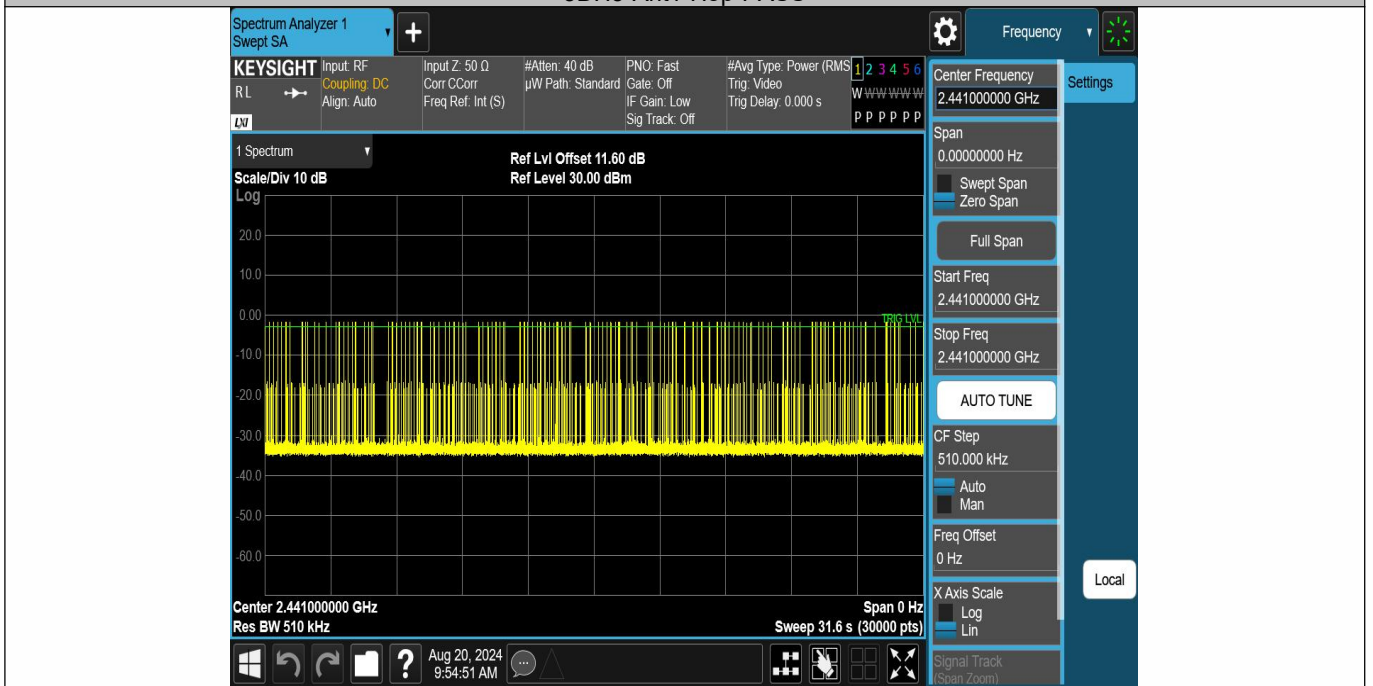 Spectrum Analyzer 1
Swept SA
Frequency
KEYSIGHT
RL
LXI
Input: RF
Coupling: DC
Align: Auto
Input Z: 50 Ω
Corr CCorr
Freq Ref: Int (S)
#Atten: 40 dB
µW Path: Standard
PNO: Fast
Gate: Off
IF Gain: Low
Sig Track: Off
#Avg Type: Power (RMS
Trig: Video
Trig Delay: 0.000 s
1 2 3 4 5 6
W W W W W W
P P P P P P
1 Spectrum
Scale/Div 10 dB
Log
Ref Lvl Offset 11.60 dB
Ref Level 30.00 dBm
20.0
10.0
0.00
TRIG LVL
-10.0
-20.0
-30.0
-40.0
-50.0
-60.0
Center 2.441000000 GHz
Res BW 510 kHz
Span 0 Hz
Sweep 31.6 s (30000 pts)
Center Frequency
2.441000000 GHz
Settings
Span
0.00000000 Hz
Swept Span
Zero Span
Full Span
Start Freq
2.441000000 GHz
Stop Freq
2.441000000 GHz
AUTO TUNE
CF Step
510.000 kHz
Auto
Man
Freq Offset
0 Hz
X Axis Scale
Log
Lin
Local
Signal Track
(Span Zoom)
?
Aug 20, 2024
9:54:51 AM